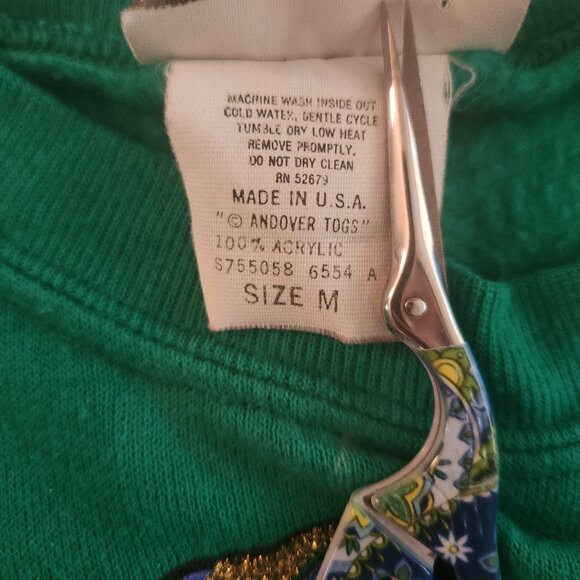 MACHINE WASH INSIDE OUT
COLD WATER, GENTLE CYCLE
TUMBLE DRY LOW HEAT
REMOVE PROMPTLY.
DO NOT DRY CLEAN
RN 52679
MADE IN U.S.A.
"© ANDOVER TOGS"
100% ACRYLIC
S755058 6554 A
SIZE M